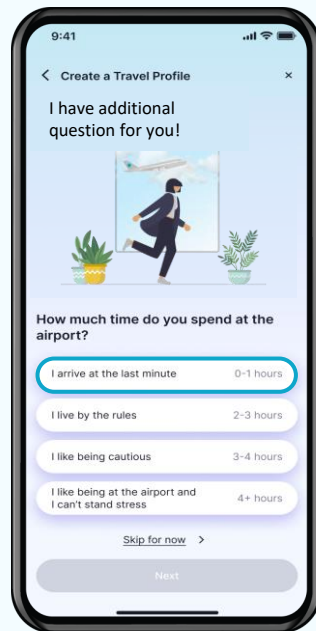 9:41
Create a Travel Profile ×
I have additional
question for you!
How much time do you spend at the
airport?
I arrive at the last minute 0-1 hours
I live by the rules 2-3 hours
I like being cautious 3-4 hours
I like being at the airport and
I can't stand stress 4+ hours
Skip for now >
Next